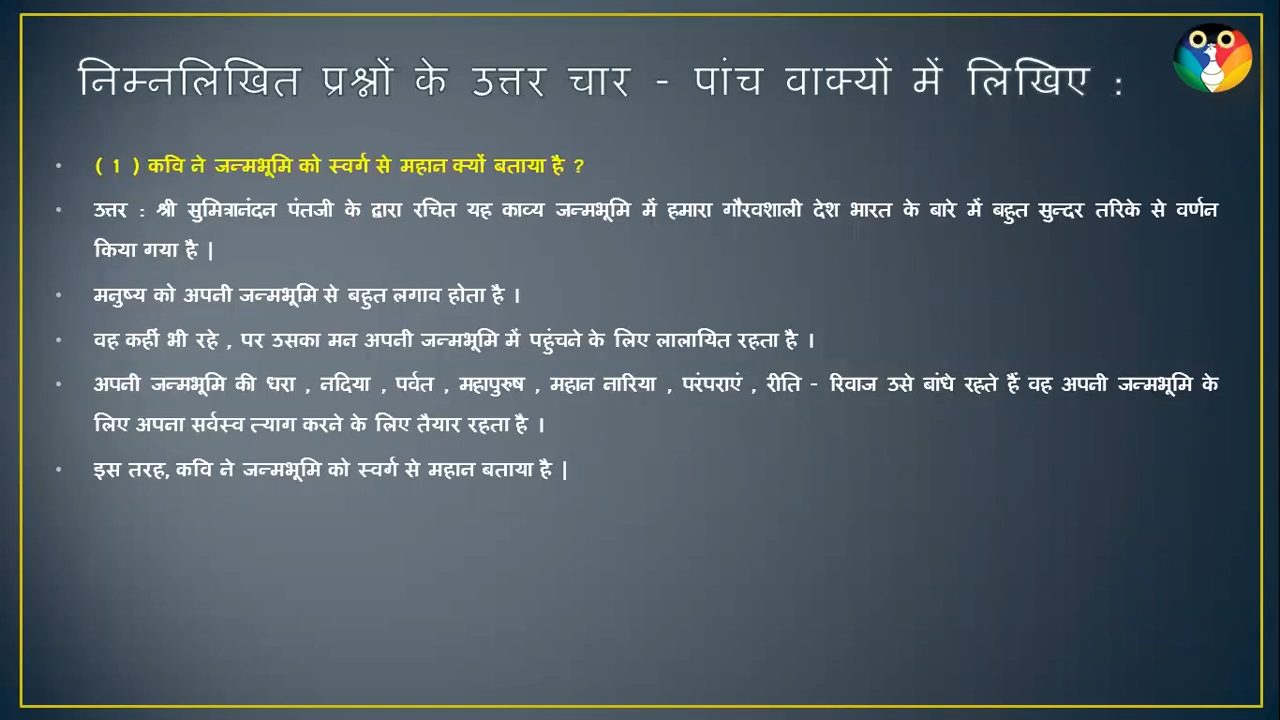 निम्नलिखित प्रश्नों के उत्तर चार - पांच वाक्यों में लिखिए :
• ( 1 ) कवि ने जन्मभूमि को स्वर्ग से महान क्यों बताया है ?
• उत्तर : श्री सुमित्रानंदन पंतजी के द्वारा रचित यह काव्य जन्मभूमि में हमारा गौरवशाली देश भारत के बारे में बहुत सुन्दर तरिके से वर्णन
किया गया है |
• मनुष्य को अपनी जन्मभूमि से बहुत लगाव होता है ।
• वह कहीं भी रहे , पर उसका मन अपनी जन्मभूमि में पहुंचने के लिए लालायित रहता है ।
• अपनी जन्मभूमि की धरा , नदिया , पर्वत , महापुरुष , महान नारिया , परंपराएं , रीति - रिवाज उसे बांधे रहते हैं वह अपनी जन्मभूमि के
लिए अपना सर्वस्व त्याग करने के लिए तैयार रहता है ।
• इस तरह, कवि ने जन्मभूमि को स्वर्ग से महान बताया है |